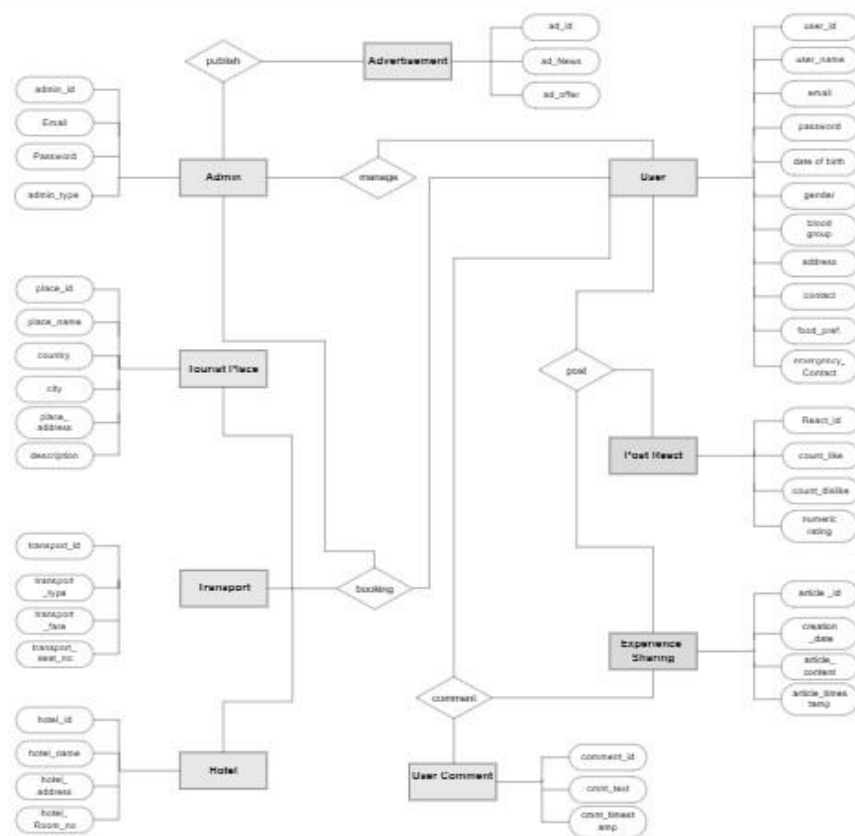 publish
Advertisement
ad_id
ad_News
ad_offer
admin_id
Email
Password
admin_type
Admin
manage
User
user_id
user_name
email
password
date of birth
gender
blood
group
address
contact
food_pref.
emergency_
Contact
place_id
place_name
country
city
place_
address
description
Tourist Place
post
Post React
React_id
count_like
count_dislike
numeric
rating
transport_id
transport
_type
transport
_fare
transport_
seat_no
Transport
booking
Experience
Sharing
article _id
creation
_date
article_
content
article_times
temp
hotel_id
hotel_name
hotel_
address
hotel_
Room_no
Hotel
comment
User Comment
comment_id
cmnt_text
cmnt_timest
amp